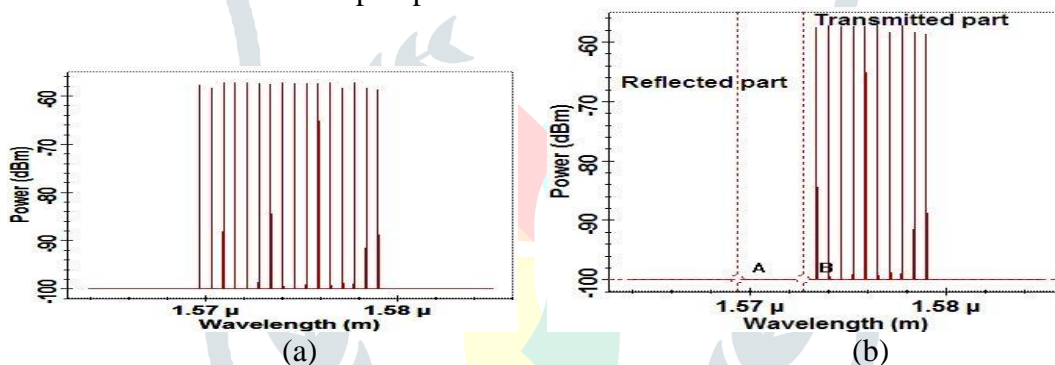 Power (dBm)
-60
-70
-80
-90
-100
1.57 µ
1.58 µ
Wavelength (m)
(a)
Transmitted part
Reflected part
Power (dBm)
-60
-70
-80
-90
-100
A
B
1.57 µ
1.58 µ
Wavelength (m)
(b)